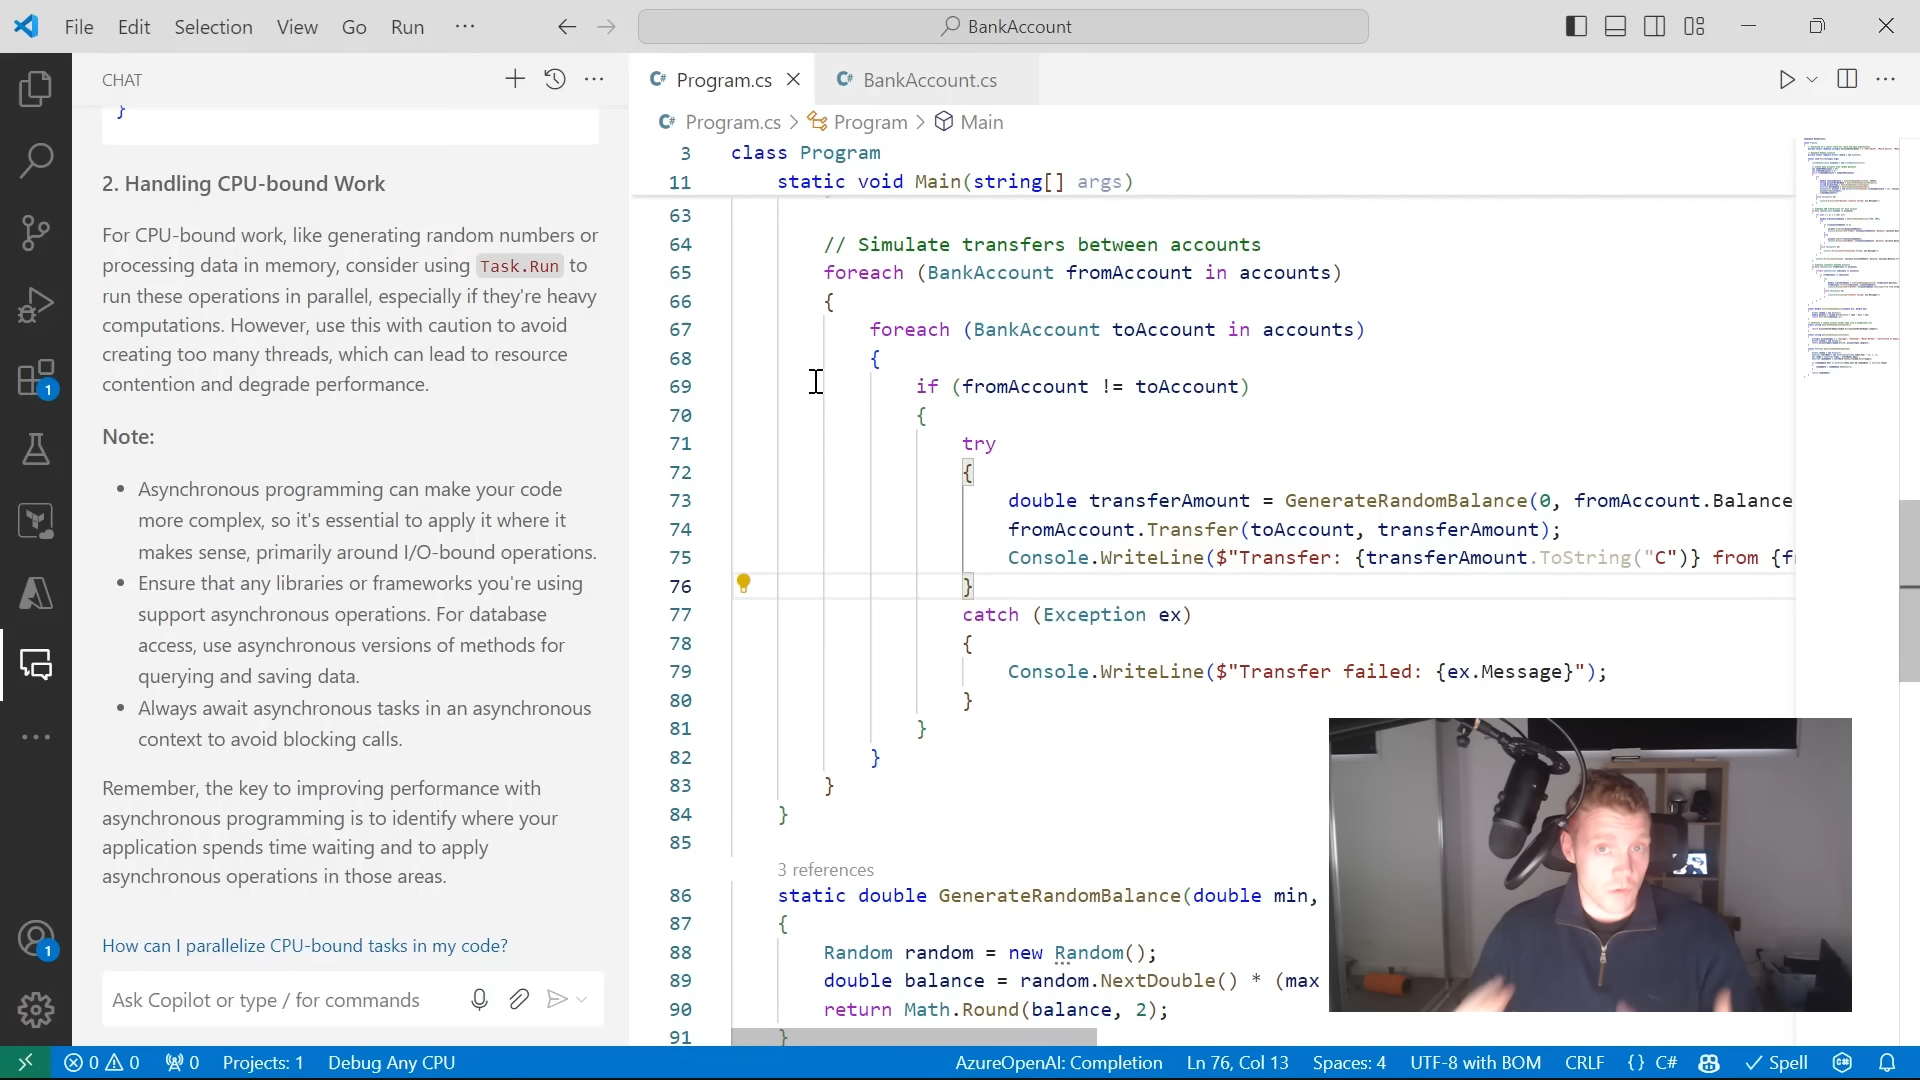 File Edit Selection View Go Run ··· BankAccount
CHAT
}
2. Handling CPU-bound Work
For CPU-bound work, like generating random numbers or
processing data in memory, consider using Task.Run to
run these operations in parallel, especially if they're heavy
computations. However, use this with caution to avoid
creating too many threads, which can lead to resource
contention and degrade performance.
Note:
• Asynchronous programming can make your code
more complex, so it's essential to apply it where it
makes sense, primarily around I/O-bound operations.
• Ensure that any libraries or frameworks you're using
support asynchronous operations. For database
access, use asynchronous versions of methods for
querying and saving data.
• Always await asynchronous tasks in an asynchronous
context to avoid blocking calls.
Remember, the key to improving performance with
asynchronous programming is to identify where your
application spends time waiting and to apply
asynchronous operations in those areas.
How can I parallelize CPU-bound tasks in my code?
Ask Copilot or type / for commands
1
1
C# Program.cs C# BankAccount.cs
C# Program.cs > Program > Main
3 class Program
11 static void Main(string[] args)
63
64 // Simulate transfers between accounts
65 foreach (BankAccount fromAccount in accounts)
66 {
67 foreach (BankAccount toAccount in accounts)
68 {
69 if (fromAccount != toAccount)
70 {
71 try
72 {
73 double transferAmount = GenerateRandomBalance(0, fromAccount.Balance
74 fromAccount.Transfer(toAccount, transferAmount);
75 Console.WriteLine($"Transfer: {transferAmount.ToString("C")} from {f
76 }
77 catch (Exception ex)
78 {
79 Console.WriteLine($"Transfer failed: {ex.Message}");
80 }
81 }
82 }
83 }
84 }
85
3 references
86 static double GenerateRandomBalance(double min,
87 {
88 Random random = new Random();
89 double balance = random.NextDouble() * (max
90 return Math.Round(balance, 2);
91 }
0 0 0 Projects: 1 Debug Any CPU AzureOpenAI: Completion Ln 76, Col 13 Spaces: 4 UTF-8 with BOM CRLF {} C# Spell